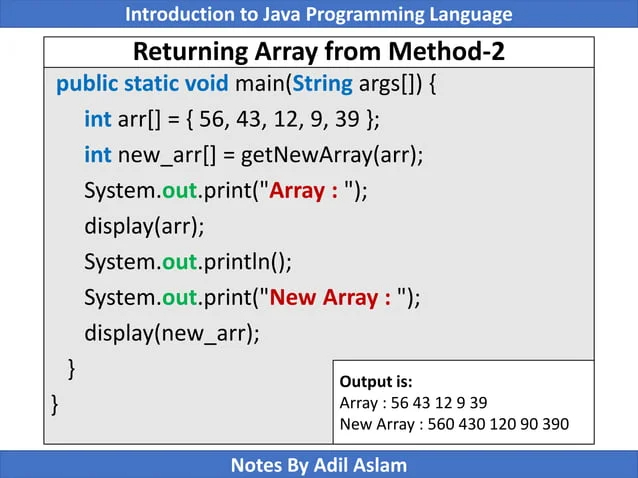 Introduction to Java Programming Language
Returning Array from Method-2
public static void main(String args[]) {
int arr[] = { 56, 43, 12, 9, 39 };
int new_arr[] = getNewArray(arr);
System.out.print("Array : ");
display(arr);
System.out.println();
System.out.print("New Array : ");
display(new_arr);
}
}
Output is:
Array : 56 43 12 9 39
New Array : 560 430 120 90 390
Notes By Adil Aslam